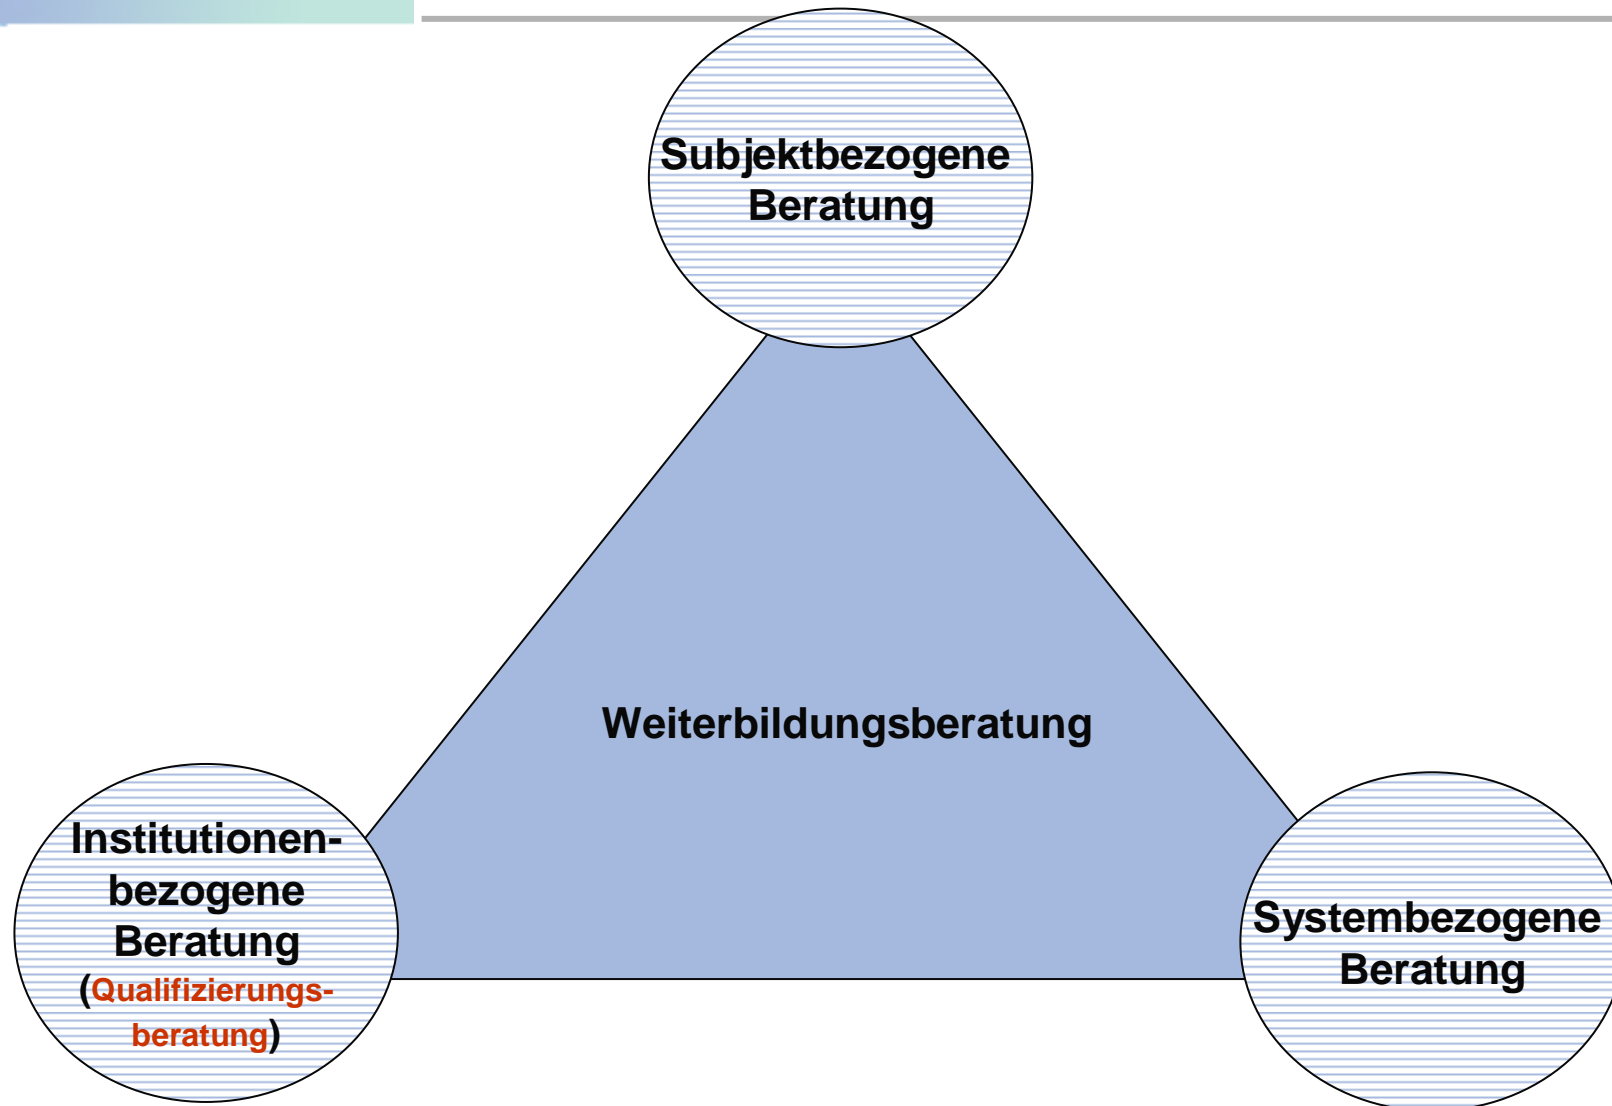 Subjektbezogene
Beratung
Weiterbildungsberatung
Institutionen-
bezogene
Beratung
(Qualifizierungs-
beratung)
Systembezogene
Beratung